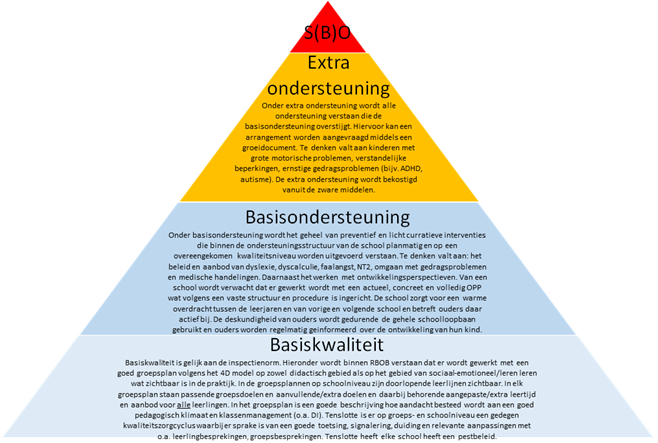 S(B)O
Extra
ondersteuning
Onder extra ondersteuning wordt alle
ondersteuning verstaan die de
basisondersteuning overstijgt. Hiervoor kan een
arrangement worden aangevraagd middels een
groeidocument. Te denken valt aan kinderen met
grote motorische problemen, verstandelijke
beperkingen, ernstige gedragsproblemen (bijv. ADHD,
autisme). De extra ondersteuning wordt bekostigd
vanuit de zware middelen.
Basisondersteuning
Onder basisondersteuning wordt het geheel van preventief en licht curratieve interventies
die binnen de ondersteuningsstructuur van de school planmatig en op een
overeengekomen kwaliteitsniveau worden uitgevoerd verstaan. Te denken valt aan: het
beleid en aanbod van dyslexie, dyscalculie, faalangst, NT2, omgaan met gedragsproblemen
en medische handelingen. Daarnaast het werken met ontwikkelingsperspectieven. Van een
school wordt verwacht dat er gewerkt wordt met een actueel, concreet en volledig OPP
wat volgens een vaste structuur en procedure is ingericht. De school zorgt voor een warme
overdracht tussen de leerjaren en van vorig en volgende school en betreft ouders daar
actief bij. De deskundigheid van ouders wordt gedurende de gehele schoolloopbaan
gebruikt en ouders worden regelmatig geinformeerd over de ontwikkeling van hun kind.
Basiskwaliteit
Basiskwaliteit is gelijk aan de inspectienorm. Hieronder wordt binnen RBOB verstaan dat er wordt gewerkt met een
goed groepsplan volgens het 4D model op zowel didactisch gebied als op het gebied van sociaal-emotioneel/leren leren
wat zichtbaar is in de praktijk. In de groepsplannen op schoolniveau zijn doorlopende leerlijnen zichtbaar. In elk
groepsplan staan passende groepsdoelen en aanvullende/extra doelen en daarbij behorende aangepaste/extra leertijd
en aanbod voor alle leerlingen. In het groepsplan is een goede beschrijving hoe aandacht besteed wordt aan een goed
pedagogisch klimaat en klassenmanagement (o.a. DI). Tenslotte is er op groeps- en schoolniveau een gedegen
kwaliteitszorgcyclus waarbij er sprake is van een goede toetsing, signalering, duiding en relevante aanpassingen met
o.a. leerlingbesprekingen, groepsbesprekingen. Tenslotte heeft elke school heeft een pestbeleid.